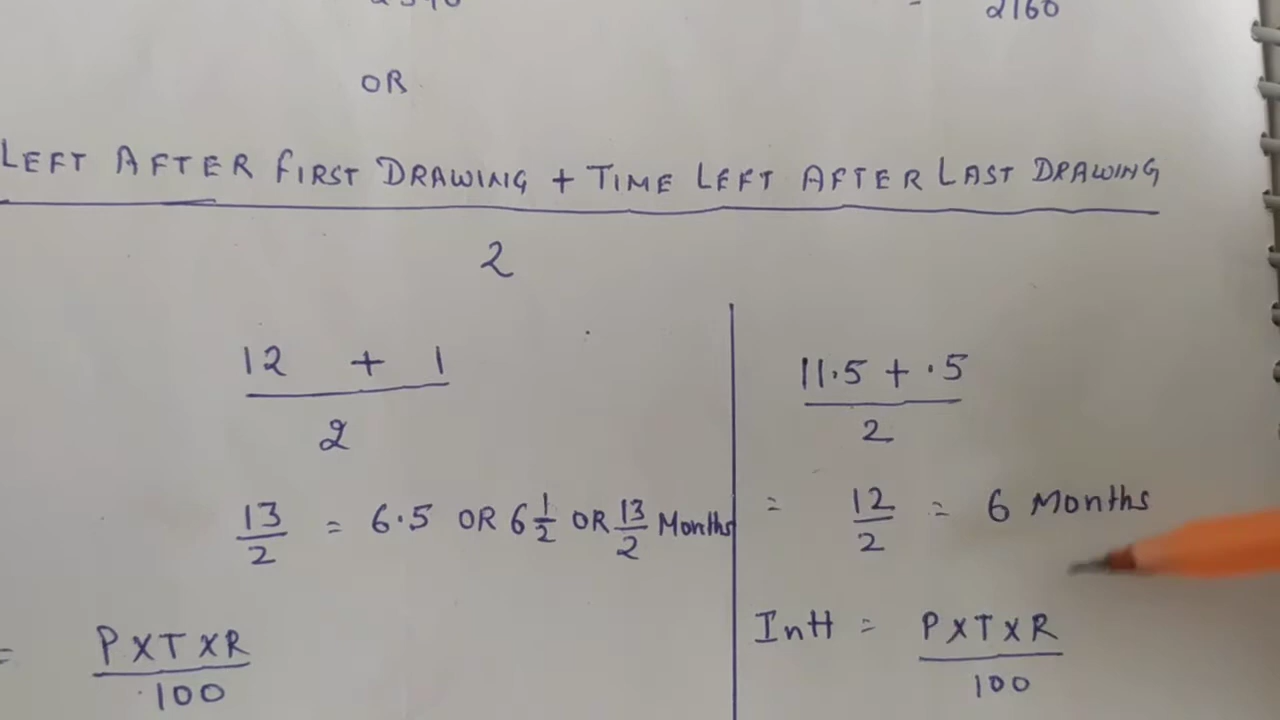 2160
OR
LEFT AFTER FIRST DRAWING + TIME LEFT AFTER LAST DRAWING
2
12 + 1
2
13/2 = 6.5 OR 6 1/2 OR 13/2 Months
= P×T×R
100
11.5 + .5
2
= 12/2 = 6 Months
IntH = P×T×R
100